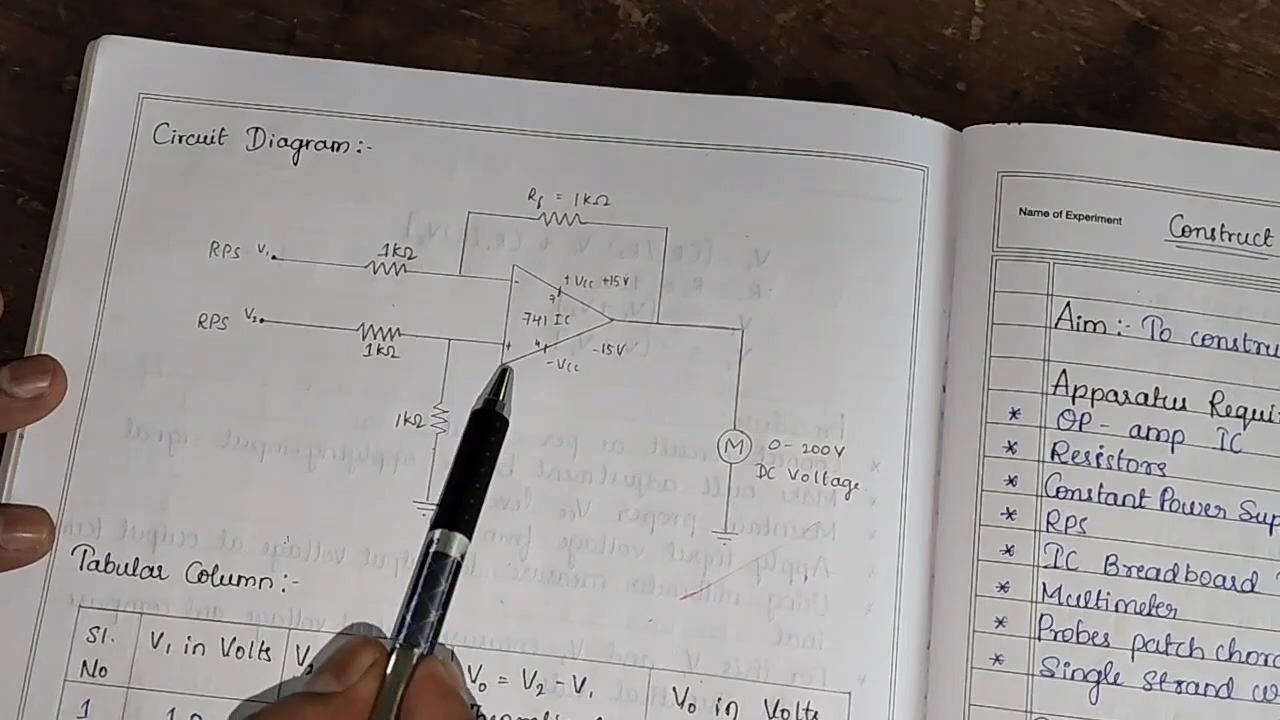 Circuit Diagram:-
Rf = 1kΩ
RPS V1 1kΩ
- +Vcc +15V
7
741 IC
RPS V2 1kΩ
+ 4 -15V
-Vcc
1kΩ
M 0-200V
DC Voltage
Tabular Column:-
Sl. No
V1 in Volts
V0 = V2 - V1
V0 in Volts
1
Name of Experiment Construct
Aim:- To constru
Apparatus Requi
* OP-amp IC
* Resistors
* Constant Power Sup
* RPS
* IC Breadboard
* Multimeter
* Probes patch chord
* Single strand